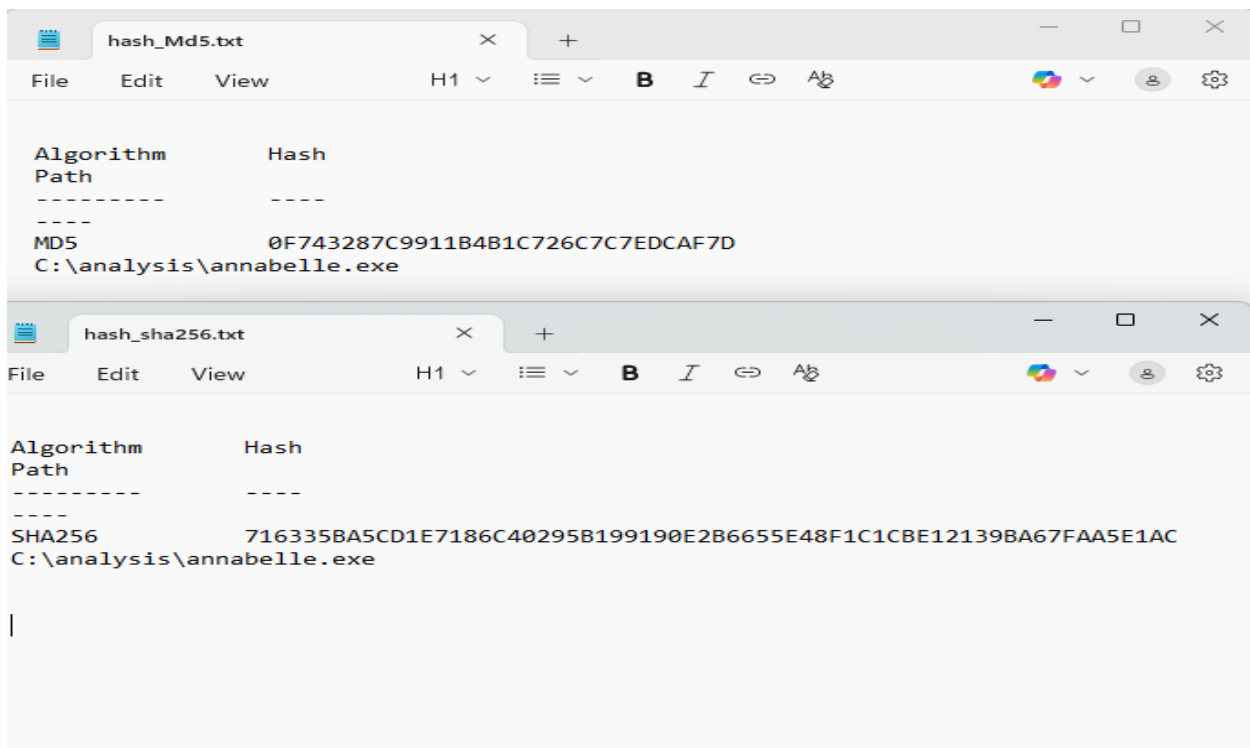 hash_Md5.txt
File Edit View H1 B I
Algorithm Hash
Path
--------- ----
----
MD5 0F743287C9911B4B1C726C7C7EDCAF7D
C:\analysis\annabelle.exe
hash_sha256.txt
File Edit View H1 B I
Algorithm Hash
Path
--------- ----
----
SHA256 716335BA5CD1E7186C40295B199190E2B6655E48F1C1CBE12139BA67FAA5E1AC
C:\analysis\annabelle.exe